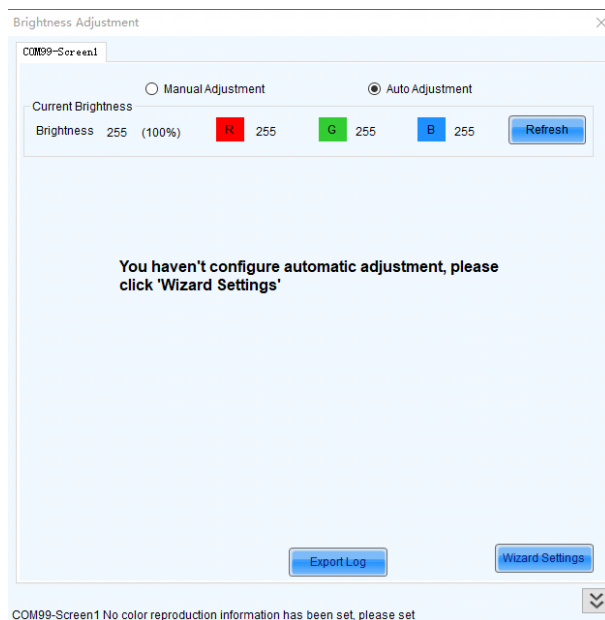 Brightness Adjustment
COM99-Screen1
Manual Adjustment Auto Adjustment
Current Brightness
Brightness 255 (100%) R 255 G 255 B 255 Refresh
You haven't configure automatic adjustment, please
click 'Wizard Settings'
Export Log Wizard Settings
COM99-Screen1 No color reproduction information has been set, please set